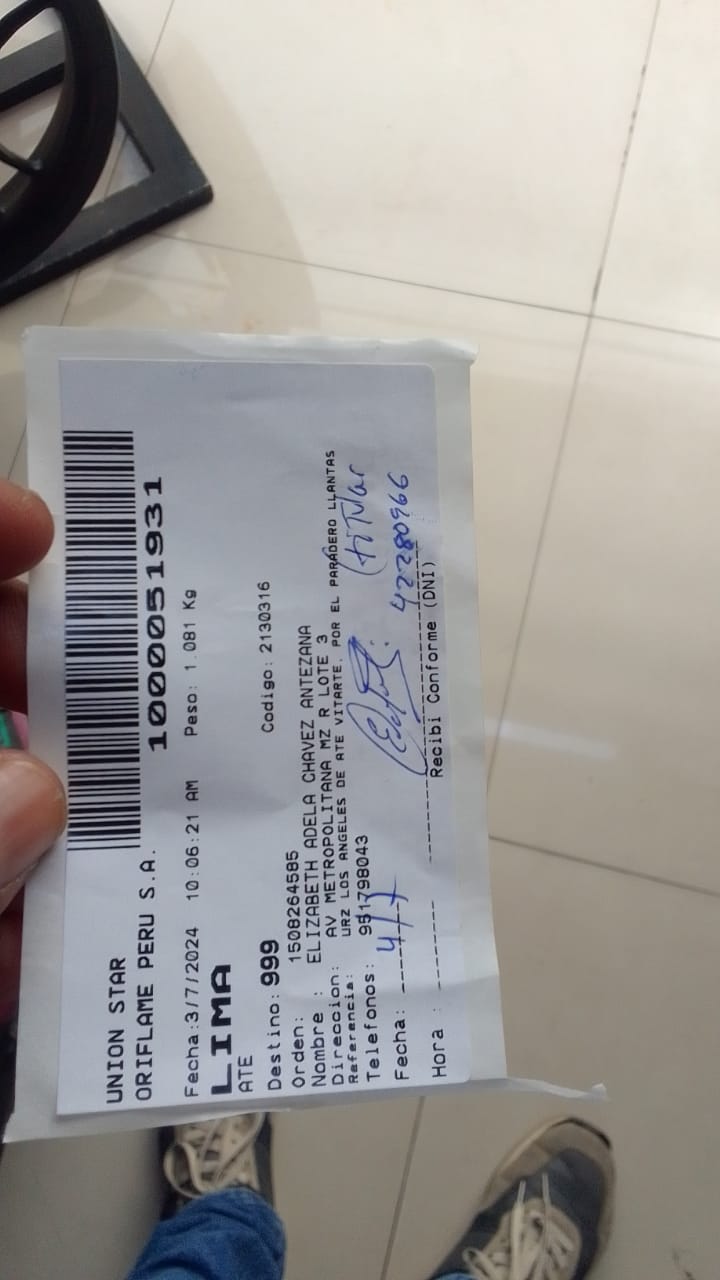 UNION STAR
ORIFLAME PERU S.A.
1000051931
Fecha:3/7/2024 10:06:21 AM Peso: 1.081 Kg
LIMA
ATE
Destino: 999 Codigo: 2130316
Orden: 1508264585
Nombre : ELIZABETH ADELA CHAVEZ ANTEZANA
Direccion: AV METROPOLITANA MZ R LOTE 3
Referencia: URZ LOS ANGELES DE ATE VITARTE. POR EL PARADERO LLANTAS
Telefonos: 951798043
(titular
Fecha: 4/7 42280966
Hora : Recibi Conforme (DNI)